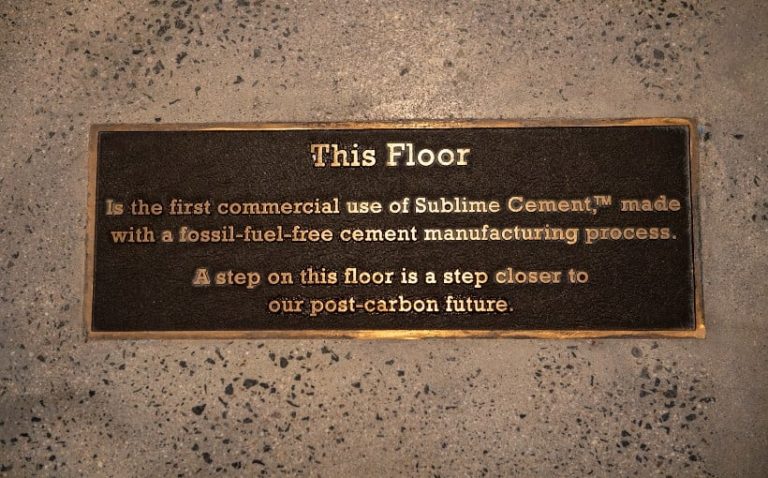 This Floor
Is the first commercial use of Sublime Cement,™ made
with a fossil-fuel-free cement manufacturing process.
A step on this floor is a step closer to
our post-carbon future.